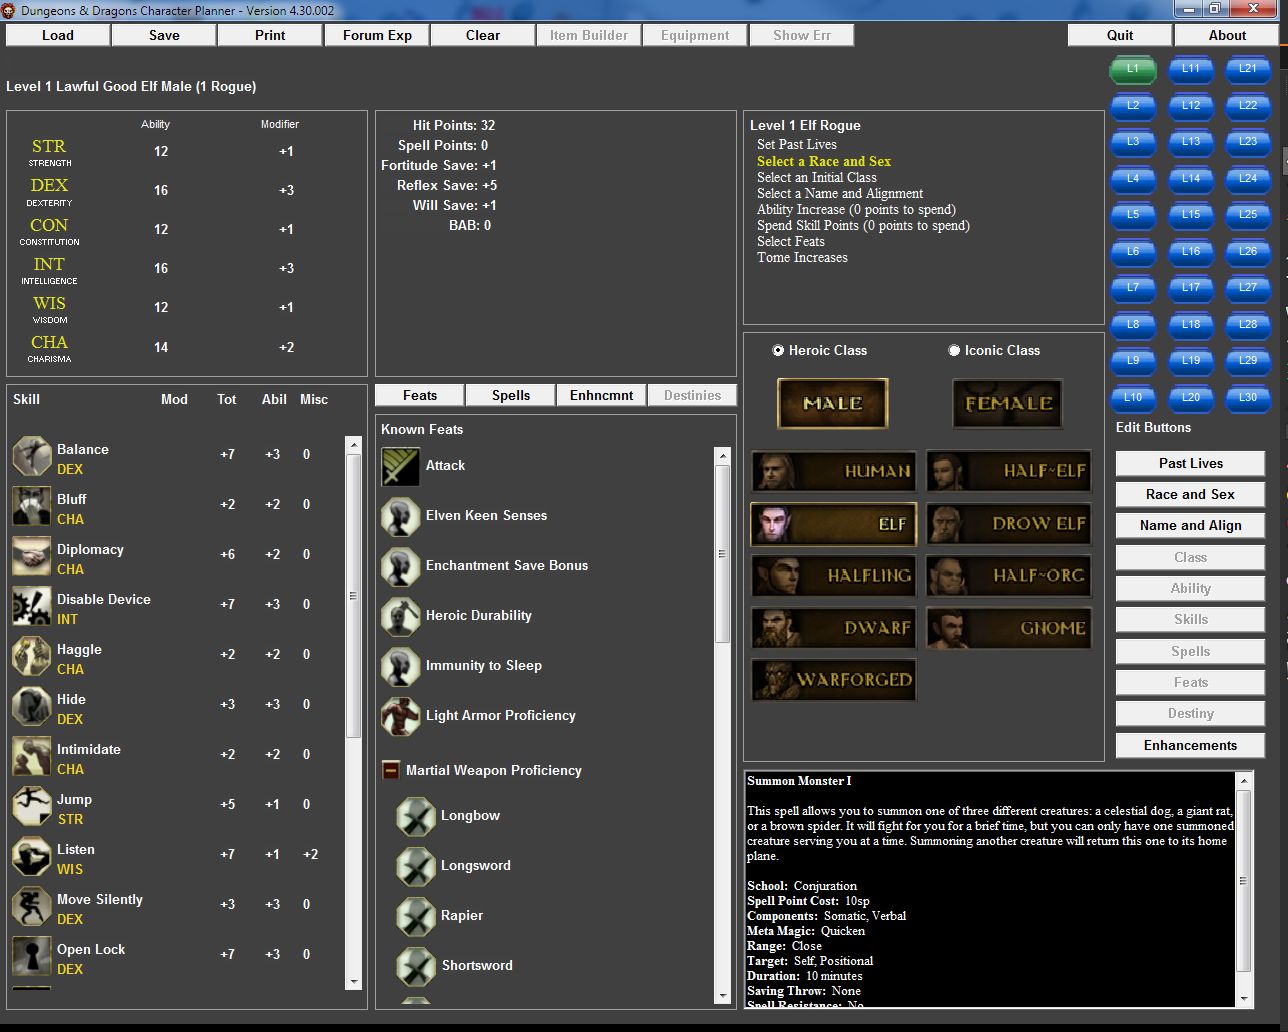 Dungeons & Dragons Character Planner - Version 4.30.002
Load Save Print Forum Exp Clear Item Builder Equipment Show Err Quit About
Level 1 Lawful Good Elf Male (1 Rogue)
Ability Modifier
STR 12 +1
STRENGTH
DEX 16 +3
DEXTERITY
CON 12 +1
CONSTITUTION
INT 16 +3
INTELLIGENCE
WIS 12 +1
WISDOM
CHA 14 +2
CHARISMA
Hit Points: 32
Spell Points: 0
Fortitude Save: +1
Reflex Save: +5
Will Save: +1
BAB: 0
Level 1 Elf Rogue
Set Past Lives
Select a Race and Sex
Select an Initial Class
Select a Name and Alignment
Ability Increase (0 points to spend)
Spend Skill Points (0 points to spend)
Select Feats
Tome Increases
L1 L11 L21
L2 L12 L22
L3 L13 L23
L4 L14 L24
L5 L15 L25
L6 L16 L26
L7 L17 L27
L8 L18 L28
L9 L19 L29
L10 L20 L30
Skill Mod Tot Abil Misc
Balance +7 +3 0
DEX
Bluff +2 +2 0
CHA
Diplomacy +6 +2 0
CHA
Disable Device +7 +3 0
INT
Haggle +2 +2 0
CHA
Hide +3 +3 0
DEX
Intimidate +2 +2 0
CHA
Jump +5 +1 0
STR
Listen +7 +1 +2
WIS
Move Silently +3 +3 0
DEX
Open Lock +7 +3 0
DEX
Feats Spells Enhncmnt Destinies
Known Feats
Attack
Elven Keen Senses
Enchantment Save Bonus
Heroic Durability
Immunity to Sleep
Light Armor Proficiency
Martial Weapon Proficiency
Longbow
Longsword
Rapier
Shortsword
Heroic Class Iconic Class
MALE FEMALE
HUMAN HALF~ELF
ELF DROW ELF
HALFLING HALF~ORC
DWARF GNOME
WARFORGED
Edit Buttons
Past Lives
Race and Sex
Name and Align
Class
Ability
Skills
Spells
Feats
Destiny
Enhancements
Summon Monster I
This spell allows you to summon one of three different creatures: a celestial dog, a giant rat,
or a brown spider. It will fight for you for a brief time, but you can only have one summoned
creature serving you at a time. Summoning another creature will return this one to its home
plane.
School: Conjuration
Spell Point Cost: 10sp
Components: Somatic, Verbal
Meta Magic: Quicken
Range: Close
Target: Self, Positional
Duration: 10 minutes
Saving Throw: None
Spell Resistance: No